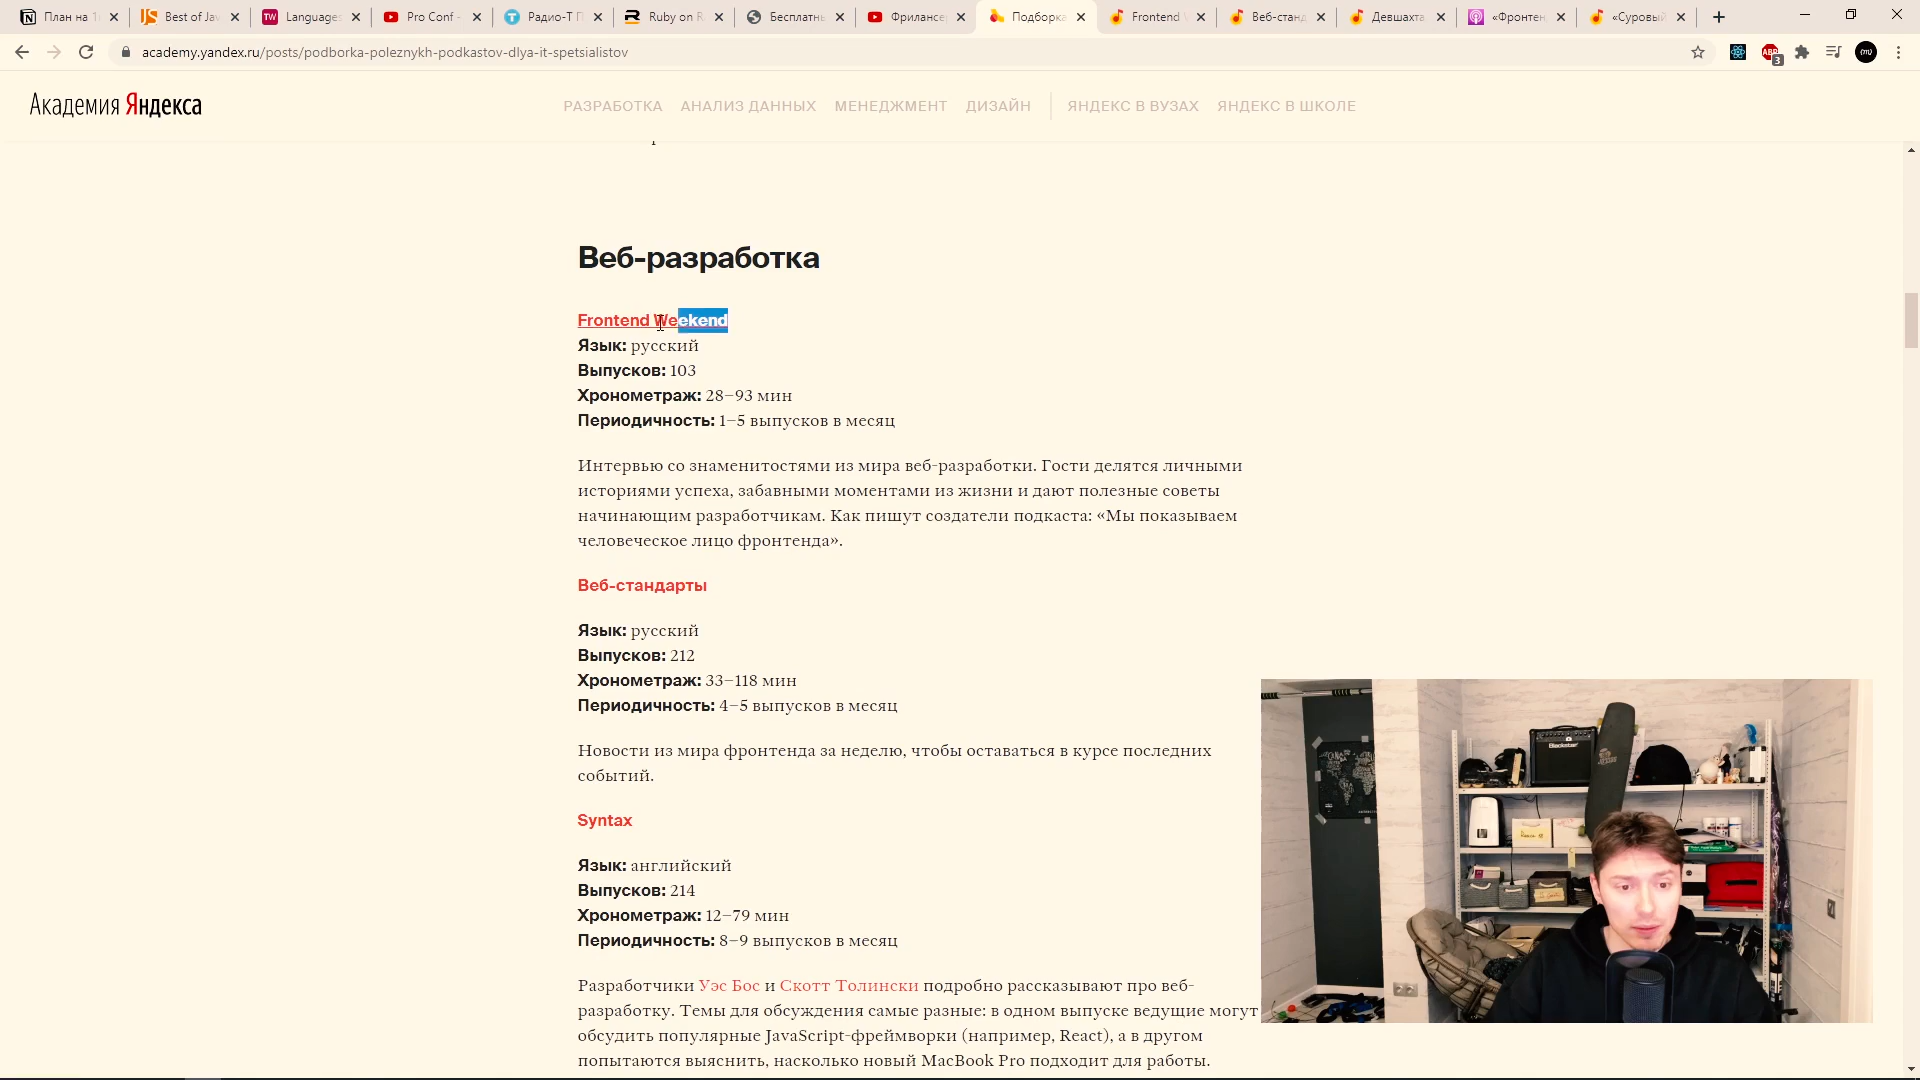 План на Т
Best of Jav
Languages
Pro Conf -
Радио-Т П
Ruby on R
Бесплатны
Фрилансе
Подборка
Frontend W
Веб-станд
Девшахта
«Фронтен
«Суровый
academy.yandex.ru/posts/podborka-poleznykh-podkastov-dlya-it-spetsialistov
3
Академия Яндекса
РАЗРАБОТКА АНАЛИЗ ДАННЫХ МЕНЕДЖМЕНТ ДИЗАЙН ЯНДЕКС В ВУЗАХ ЯНДЕКС В ШКОЛЕ
Веб-разработка
Frontend Weekend
Язык: русский
Выпусков: 103
Хронометраж: 28–93 мин
Периодичность: 1–5 выпусков в месяц
Интервью со знаменитостями из мира веб-разработки. Гости делятся личными
историями успеха, забавными моментами из жизни и дают полезные советы
начинающим разработчикам. Как пишут создатели подкаста: «Мы показываем
человеческое лицо фронтенда».
Веб-стандарты
Язык: русский
Выпусков: 212
Хронометраж: 33–118 мин
Периодичность: 4–5 выпусков в месяц
Новости из мира фронтенда за неделю, чтобы оставаться в курсе последних
событий.
Syntax
Язык: английский
Выпусков: 214
Хронометраж: 12–79 мин
Периодичность: 8–9 выпусков в месяц
Разработчики Уэс Бос и Скотт Толински подробно рассказывают про веб-
разработку. Темы для обсуждения самые разные: в одном выпуске ведущие могут
обсудить популярные JavaScript-фреймворки (например, React), а в другом
попытаются выяснить, насколько новый MacBook Pro подходит для работы.
Blackstar